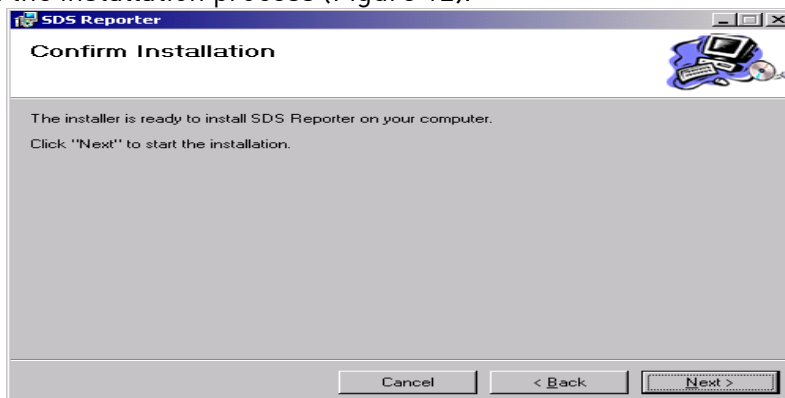 the installation process (Figure 12).
SDS Reporter
Confirm Installation
The installer is ready to install SDS Reporter on your computer.
Click "Next" to start the installation.
Cancel
< Back
Next >